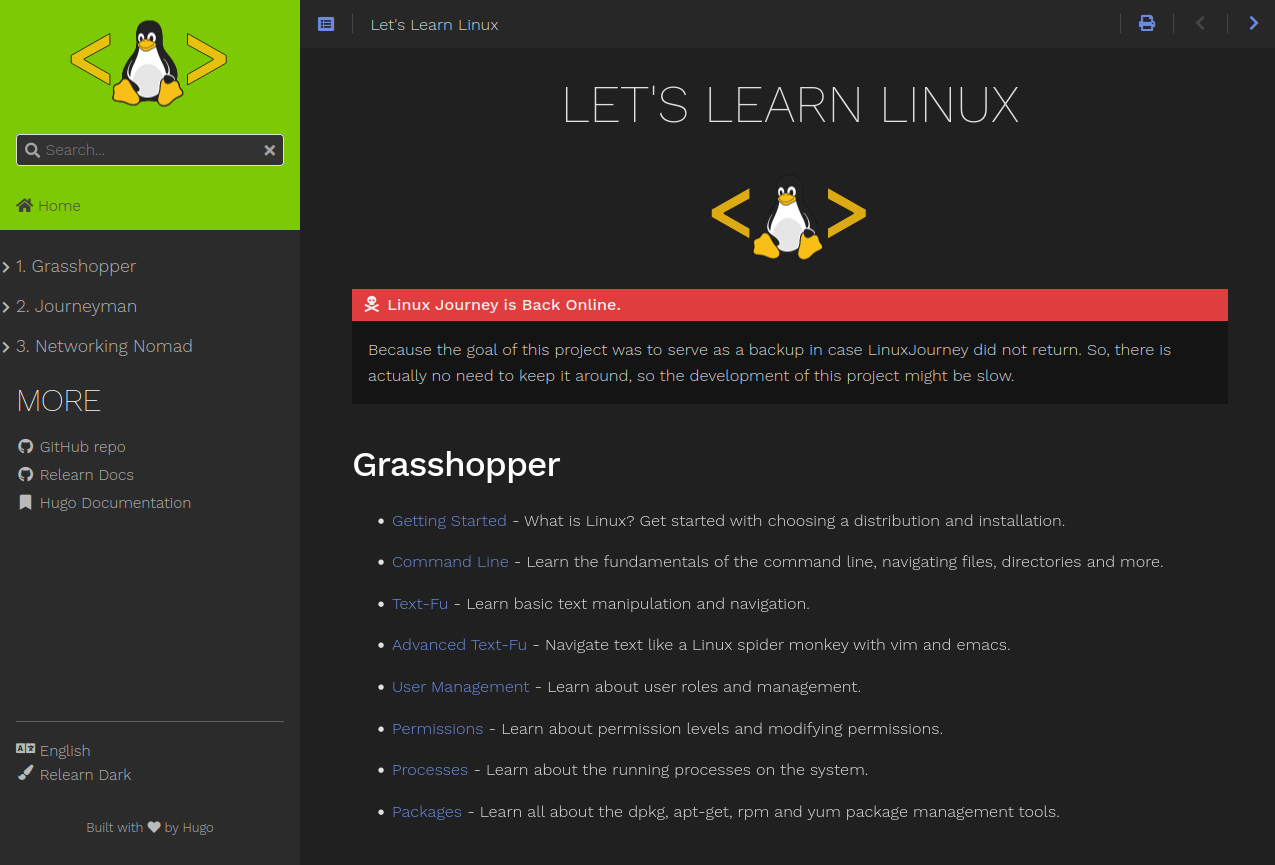 Search...
Home
1. Grasshopper
2. Journeyman
3. Networking Nomad
MORE
GitHub repo
Relearn Docs
Hugo Documentation
English
Relearn Dark
Built with by Hugo
Let's Learn Linux
LET'S LEARN LINUX
Linux Journey is Back Online.
Because the goal of this project was to serve as a backup in case LinuxJourney did not return. So, there is
actually no need to keep it around, so the development of this project might be slow.
Grasshopper
Getting Started - What is Linux? Get started with choosing a distribution and installation.
Command Line - Learn the fundamentals of the command line, navigating files, directories and more.
Text-Fu - Learn basic text manipulation and navigation.
Advanced Text-Fu - Navigate text like a Linux spider monkey with vim and emacs.
User Management - Learn about user roles and management.
Permissions - Learn about permission levels and modifying permissions.
Processes - Learn about the running processes on the system.
Packages - Learn all about the dpkg, apt-get, rpm and yum package management tools.